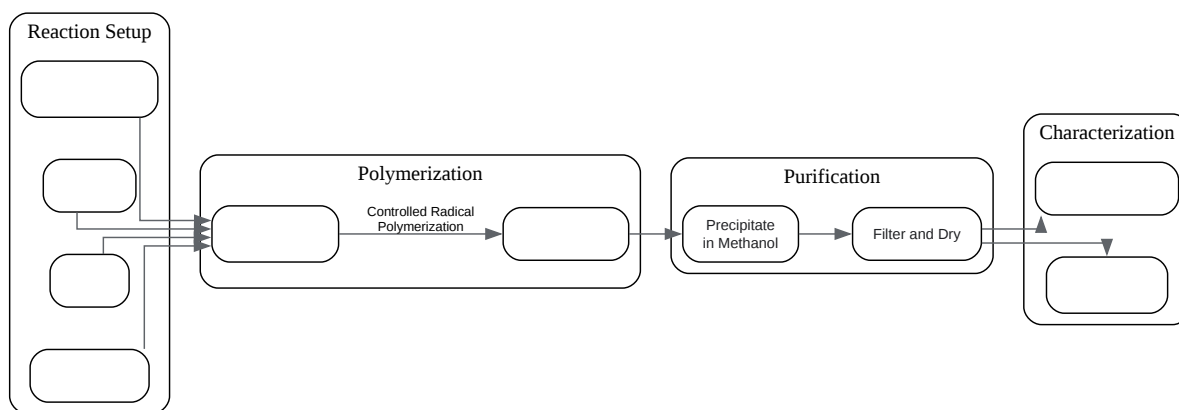 Reaction Setup
Polymerization
Controlled Radical
Polymerization
Purification
Precipitate
in Methanol
Filter and Dry
Characterization